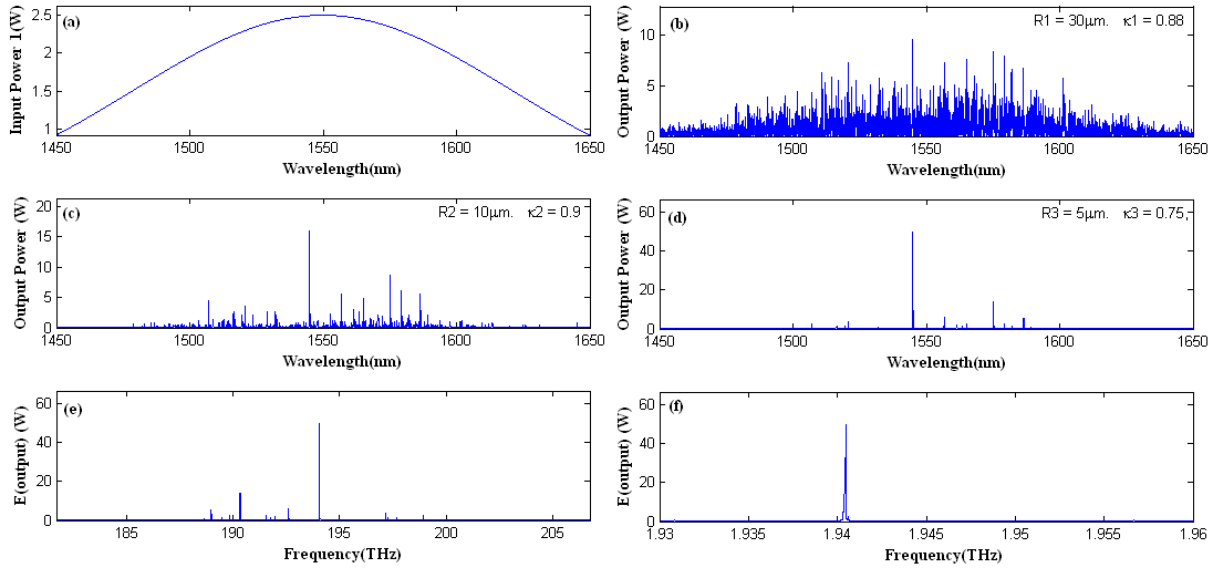 (a)
Input Power 1(W)
2.5
2
1.5
1
1450 1500 1550 1600 1650
Wavelength(nm)
(b)
R1 = 30μm. κ1 = 0.88
Output Power (W)
10
5
0
1450 1500 1550 1600 1650
Wavelength(nm)
(c)
R2 = 10μm. κ2 = 0.9
Output Power (W)
20
15
10
5
0
1450 1500 1550 1600 1650
Wavelength(nm)
(d)
R3 = 5μm. κ3 = 0.75,
Output Power (W)
60
40
20
0
1450 1500 1550 1600 1650
Wavelength(nm)
(e)
E(output) (W)
60
40
20
0
185 190 195 200 205
Frequency(THz)
(f)
E(output) (W)
60
40
20
0
1.93 1.935 1.940 1.945 1.95 1.955 1.96
Frequency(THz)